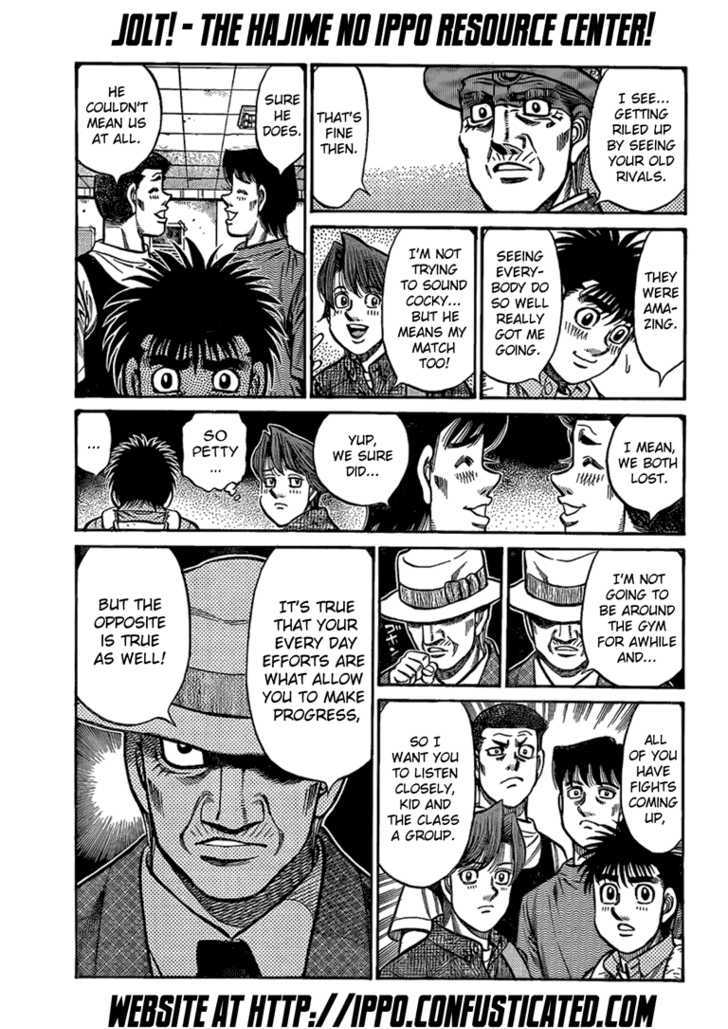 JOLT! - THE HAJIME NO IPPO RESOURCE CENTER!
I SEE...
GETTING
RILED UP
BY SEEING
YOUR OLD
RIVALS.
THAT'S
FINE
THEN.
SURE
HE
DOES.
HE
COULDN'T
MEAN US
AT ALL.
THEY
WERE
AMA-
ZING.
SEEING
EVERY-
BODY DO
SO WELL
REALLY
GOT ME
GOING.
I'M NOT
TRYING
TO SOUND
COCKY...
BUT HE
MEANS MY
MATCH
TOO!
I MEAN,
WE BOTH
LOST.
YUP,
WE SURE
DID...
SO
PETTY
...
...
I'M NOT
GOING TO
BE AROUND
THE GYM
FOR AWHILE
AND...
ゴホン
IT'S TRUE
THAT YOUR
EVERY DAY
EFFORTS ARE
WHAT ALLOW
YOU TO MAKE
PROGRESS,
BUT THE
OPPOSITE
IS TRUE
AS WELL!
ALL OF
YOU HAVE
FIGHTS
COMING
UP,
SO I
WANT YOU
TO LISTEN
CLOSELY,
KID AND
THE CLASS
A GROUP.
WEBSITE AT HTTP://IPPO.CONFUSTICATED.COM